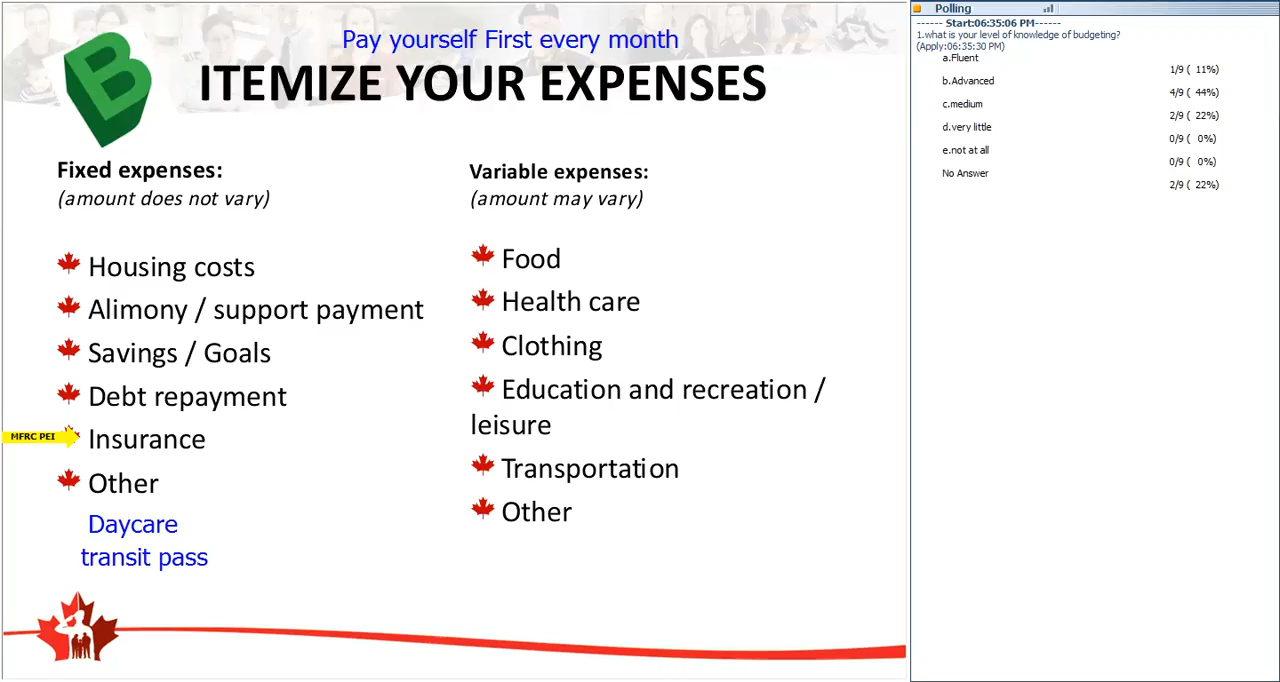 Pay yourself First every month
ITEMIZE YOUR EXPENSES
B
Fixed expenses:
(amount does not vary)
Housing costs
Alimony / support payment
Savings / Goals
Debt repayment
MFRC PEI
Insurance
Other
Daycare
transit pass
Variable expenses:
(amount may vary)
Food
Health care
Clothing
Education and recreation /
leisure
Transportation
Other
Polling
------ Start:06:35:06 PM------
1.what is your level of knowledge of budgeting?
(Apply:06:35:30 PM)
a.Fluent
1/9 ( 11%)
b.Advanced
4/9 ( 44%)
c.medium
2/9 ( 22%)
d.very little
0/9 ( 0%)
e.not at all
0/9 ( 0%)
No Answer
2/9 ( 22%)